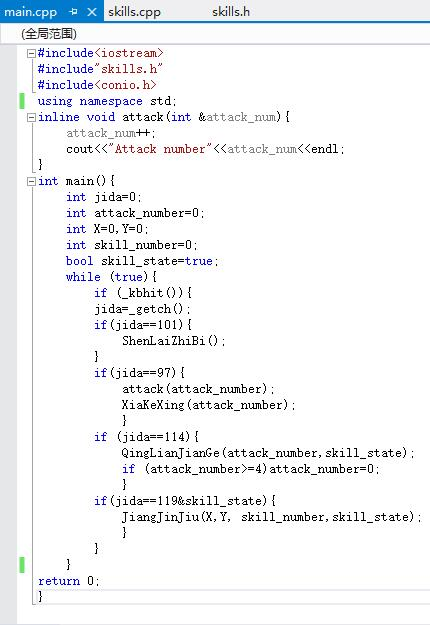 main.cpp skills.cpp skills.h
(全局范围)
#include<iostream>
#include"skills.h"
#include<conio.h>
using namespace std;
inline void attack(int &attack_num){
attack_num++;
cout<<"Attack number"<<attack_num<<endl;
}
int main(){
int jida=0;
int attack_number=0;
int X=0,Y=0;
int skill_number=0;
bool skill_state=true;
while (true){
if (_kbhit()){
jida=_getch();
if(jida==101){
ShenLaiZhiBi();
}
if(jida==97){
attack(attack_number);
XiaKeXing(attack_number);
}
if (jida==114){
QingLianJianGe(attack_number,skill_state);
if (attack_number>=4)attack_number=0;
}
if(jida==119&skill_state){
JiangJinJiu(X,Y, skill_number,skill_state);
}
}
}
return 0;
}